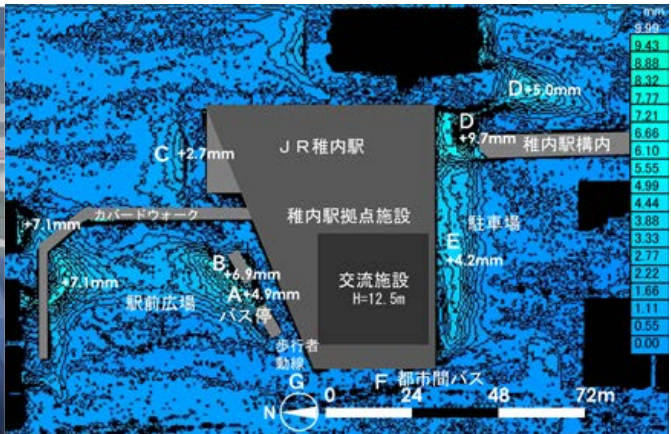 mm
9.99
9.43
8.88
8.32
7.77
7.21
6.66
6.10
5.55
4.99
4.44
3.88
3.33
2.77
2.22
1.66
1.11
0.55
0.00
D +5.0mm
D
+9.7mm
稚内駅構内
JR稚内駅
C +2.7mm
カバードウォーク
+7.1mm
稚内駅拠点施設
駐車場
E
+4.2mm
B
+6.9mm
A +4.9mm
バス停
+7.1mm
駅前広場
交流施設
H=12.5m
歩行者
動線
G
F 都市間バス
N
0 24 48 72m